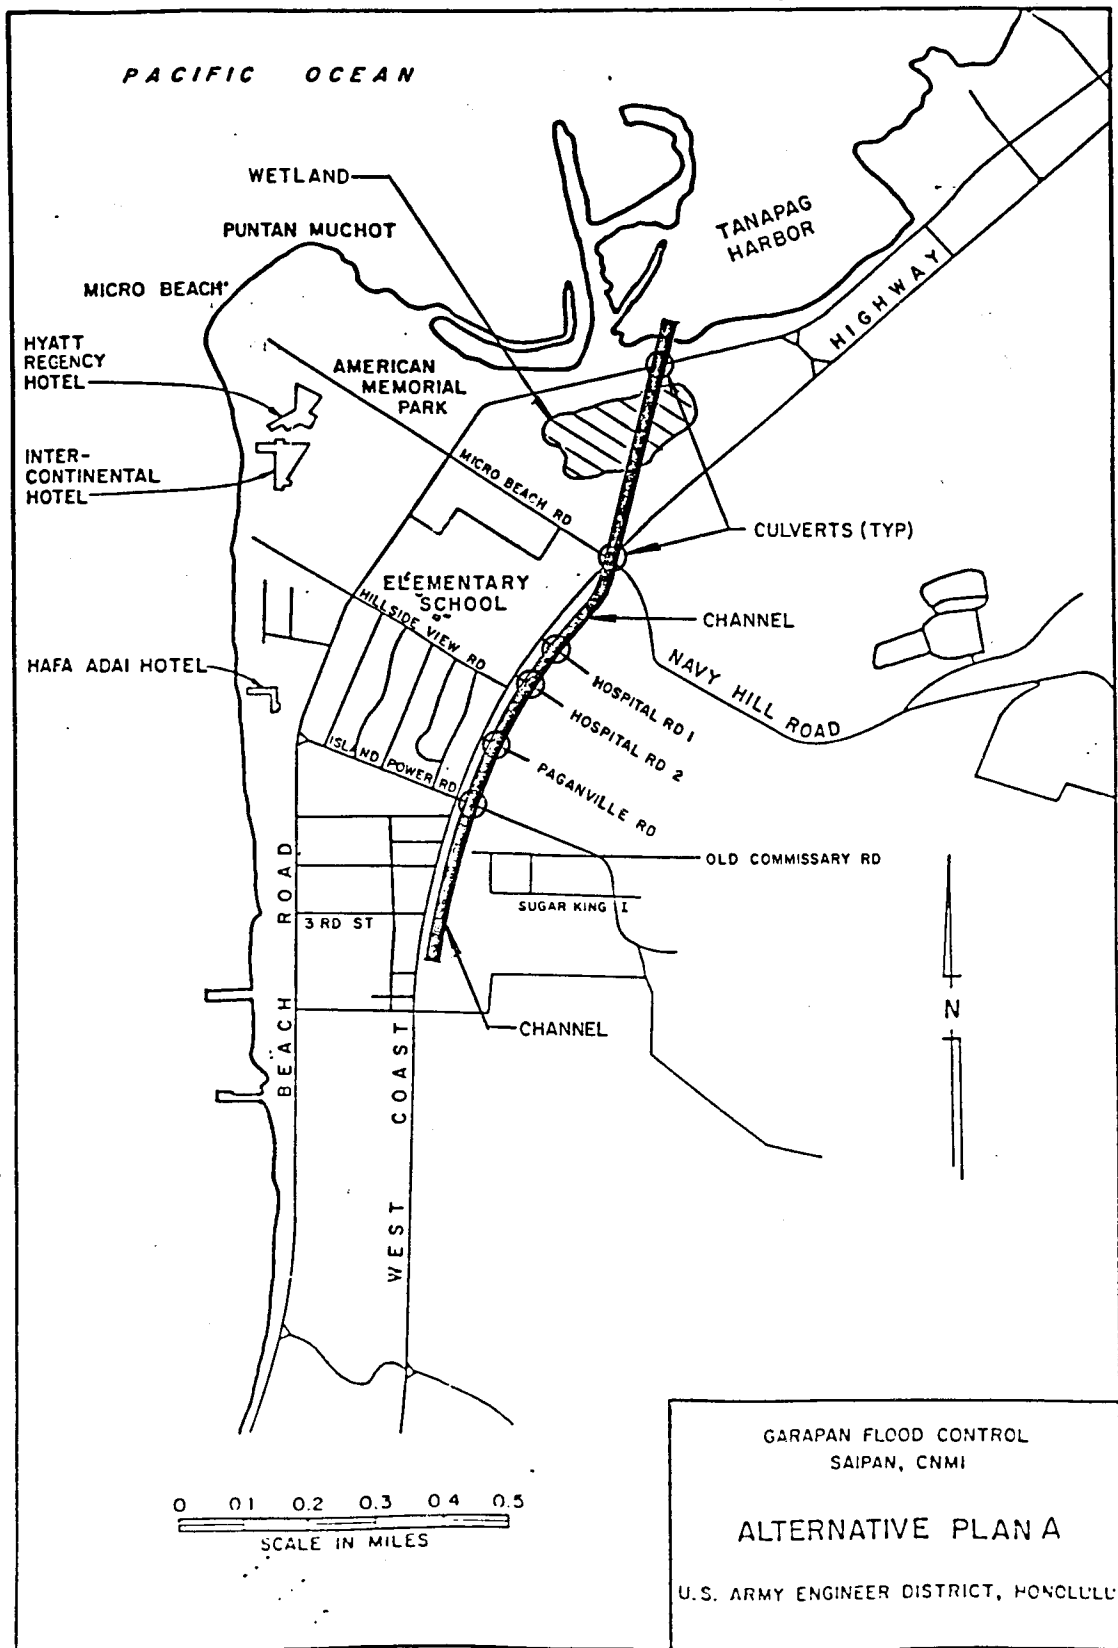 PACIFIC OCEAN
WETLAND
PUNTAN MUCHOT
MICRO BEACH
TANAPAG
HARBOR
HIGHWAY
HYATT
REGENCY
HOTEL
AMERICAN
MEMORIAL
PARK
INTER-
CONTINENTAL
HOTEL
MICRO BEACH RD
CULVERTS (TYP)
ELEMENTARY
SCHOOL
HILLSIDE VIEW RD
CHANNEL
HAFA ADAI HOTEL
NAVY HILL ROAD
HOSPITAL RD 1
HOSPITAL RD 2
ISLAND POWER RD
PAGANVILLE RD
OLD COMMISSARY RD
SUGAR KING I
3 RD ST
BEACH ROAD
WEST COAST
CHANNEL
N
0 0.1 0.2 0.3 0.4 0.5
SCALE IN MILES
GARAPAN FLOOD CONTROL
SAIPAN, CNMI
ALTERNATIVE PLAN A
U.S. ARMY ENGINEER DISTRICT, HONOLULU